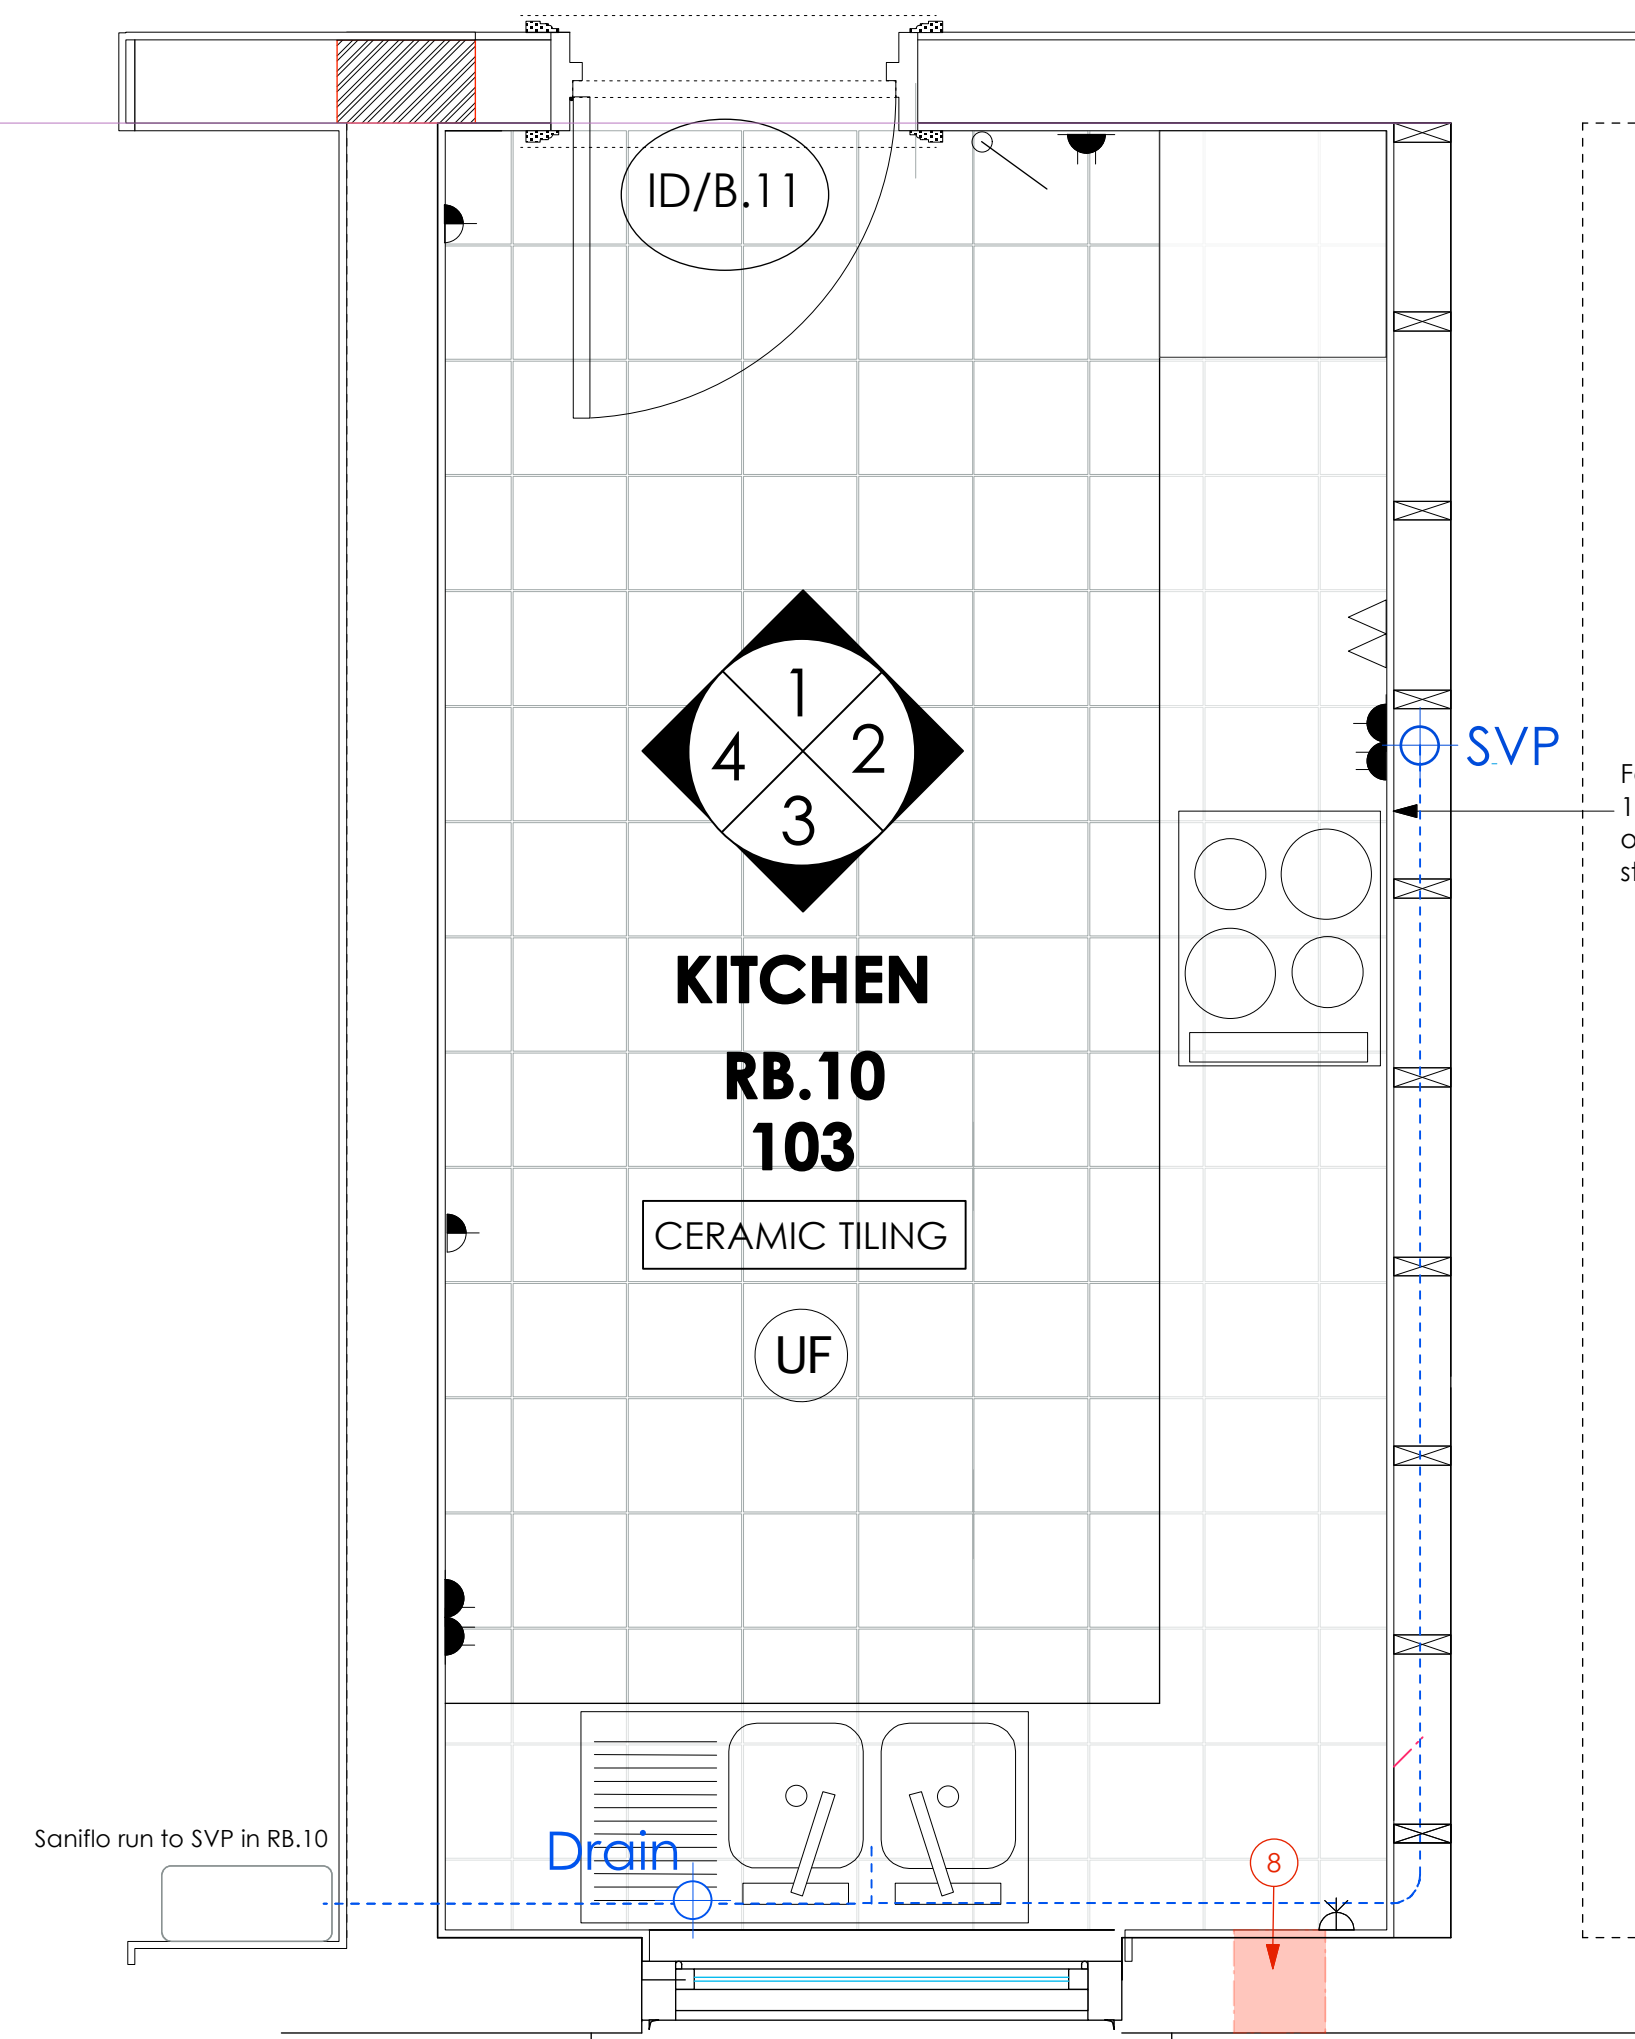 ID/B.11
1
4
2
3
SVP
1
KITCHEN
RB.10
103
CERAMIC TILING
UF
Saniflo run to SVP in RB.10
Drain
8